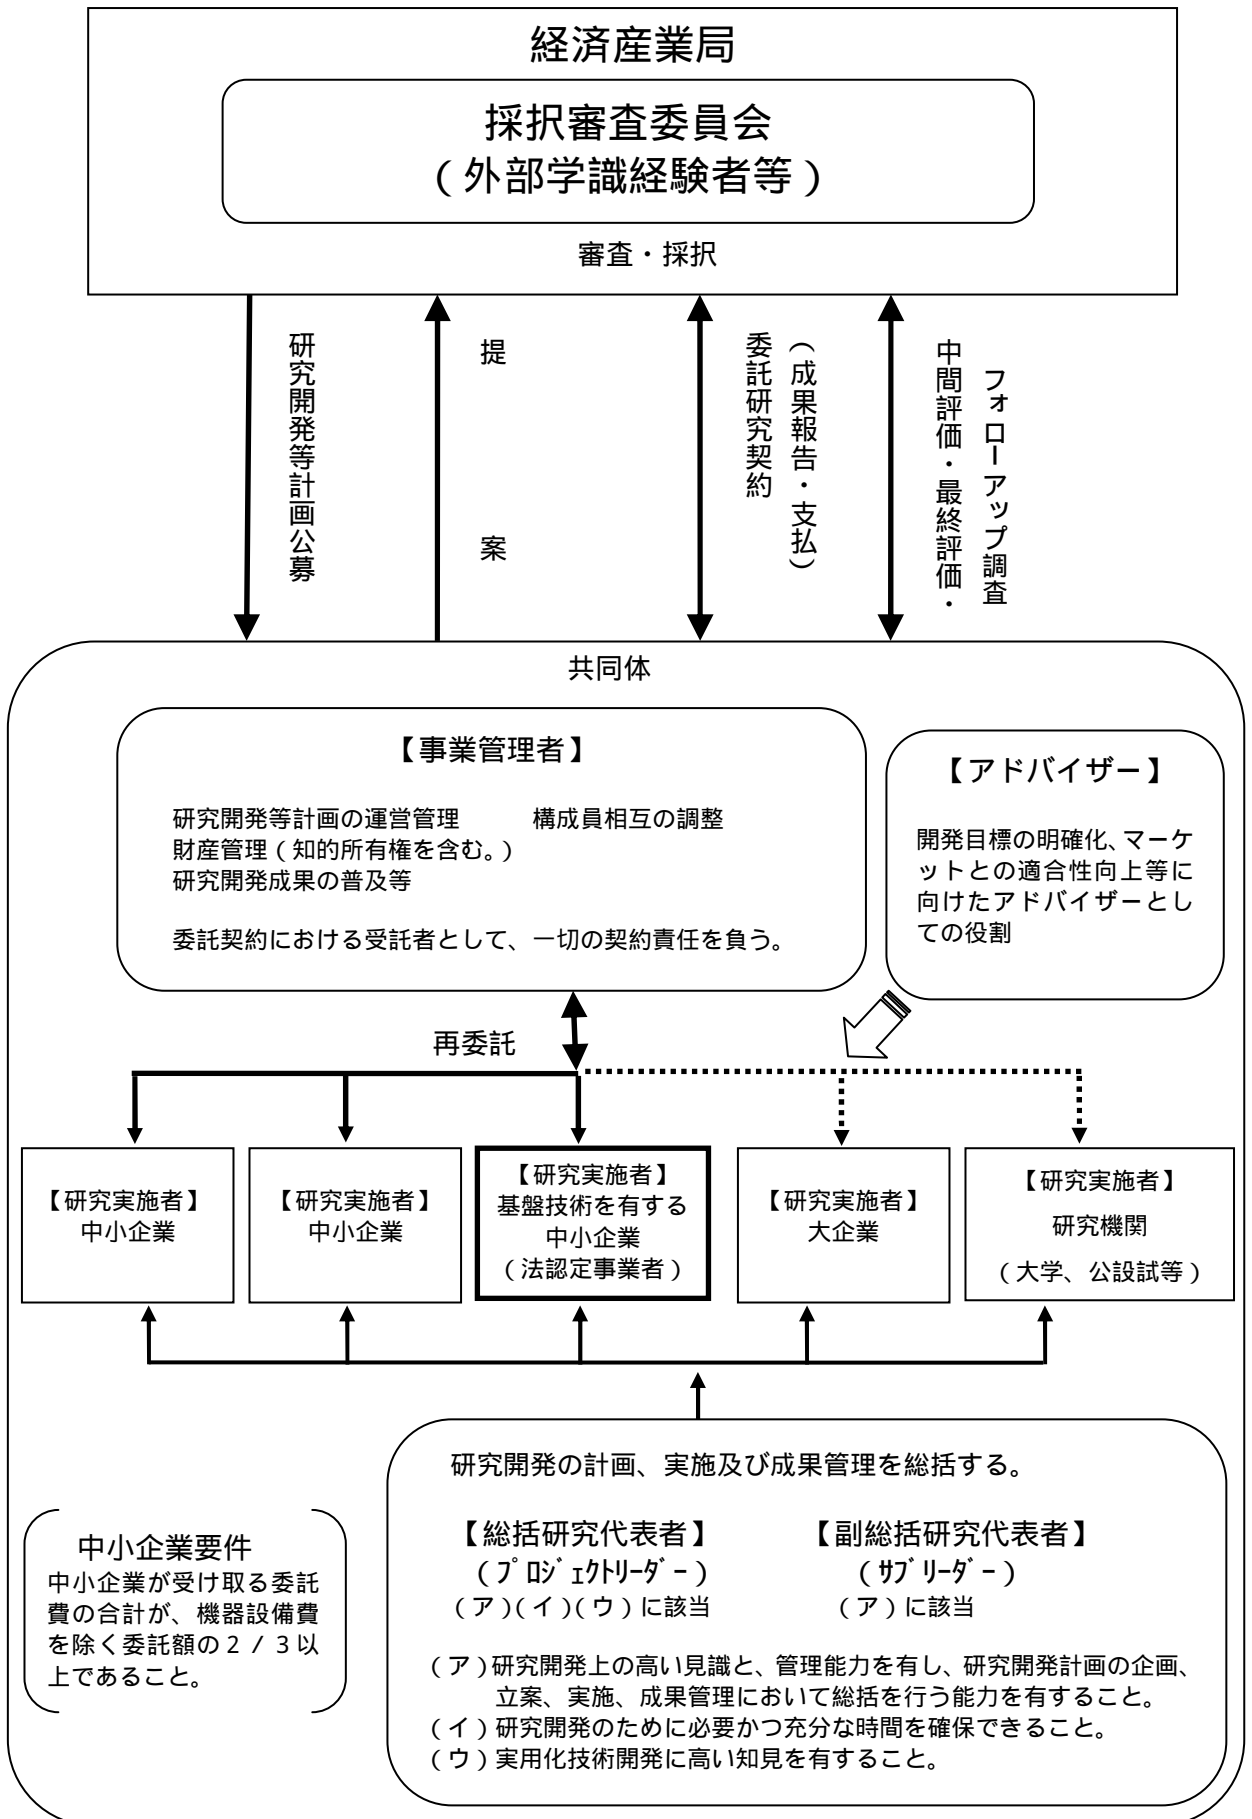 経済産業局
採択審査委員会
(外部学識経験者等)
審査・採択
研究開発等計画公募
提案
委託研究契約
(成果報告・支払)
中間評価・最終評価・
フォローアップ調査
共同体
【事業管理者】
研究開発等計画の運営管理　構成員相互の調整
財産管理(知的所有権を含む。)
研究開発成果の普及等
委託契約における受託者として、一切の契約責任を負う。
【アドバイザー】
開発目標の明確化、マーケ
ットとの適合性向上等に
向けたアドバイザーとし
ての役割
再委託
【研究実施者】
中小企業
【研究実施者】
中小企業
【研究実施者】
基盤技術を有する
中小企業
(法認定事業者)
【研究実施者】
大企業
【研究実施者】
研究機関
(大学、公設試等)
研究開発の計画、実施及び成果管理を総括する。
【総括研究代表者】
(ﾌﾟﾛｼﾞｪｸﾄﾘｰﾀﾞｰ)
(ア)(イ)(ウ)に該当
【副総括研究代表者】
(ｻﾌﾞﾘｰﾀﾞｰ)
(ア)に該当
(ア)研究開発上の高い見識と、管理能力を有し、研究開発計画の企画、
立案、実施、成果管理において総括を行う能力を有すること。
(イ)研究開発のために必要かつ充分な時間を確保できること。
(ウ)実用化技術開発に高い知見を有すること。
中小企業要件
中小企業が受け取る委託
費の合計が、機器設備費
を除く委託額の2/3以
上であること。